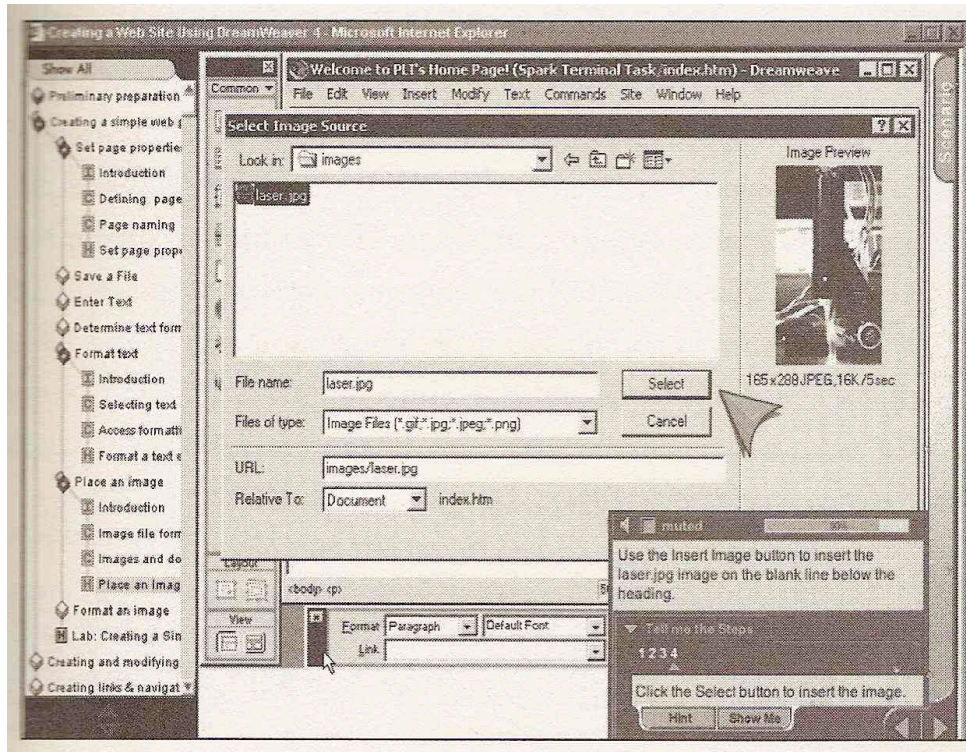 Creating a Web Site Using DreamWeaver 4 - Microsoft Internet Explorer
Show All
Preliminary preparation
Creating a simple web p
Set page propertie
Introduction
Defining page
Page naming
Set page prope
Save a File
Enter Text
Determine text form
Format text
Introduction
Selecting text
Access formatti
Format a text e
Place an image
Introduction
Image file form
Images and do
Place an imag
Format an image
Lab: Creating a Sin
Creating and modifying
Creating links & navigat
Common
Welcome to PLT's Home Page! (Spark Terminal Task/index.htm) - Dreamweave
File Edit View Insert Modify Text Commands Site Window Help
Select Image Source
Look in: images
laser.jpg
Image Preview
165x288 JPEG, 16K /5sec
File name: laser.jpg
Select
Files of type: Image Files (*.gif;*.jpg;*.jpeg;*.png)
Cancel
URL: images/laser.jpg
Relative To: Document index.htm
Layout
<body> <p>
View
Format Paragraph Default Font
Link
Scenario
muted
Use the Insert Image button to insert the
laser.jpg image on the blank line below the
heading.
Tell me the Steps
1 2 3 4
Click the Select button to insert the image.
Hint Show Me